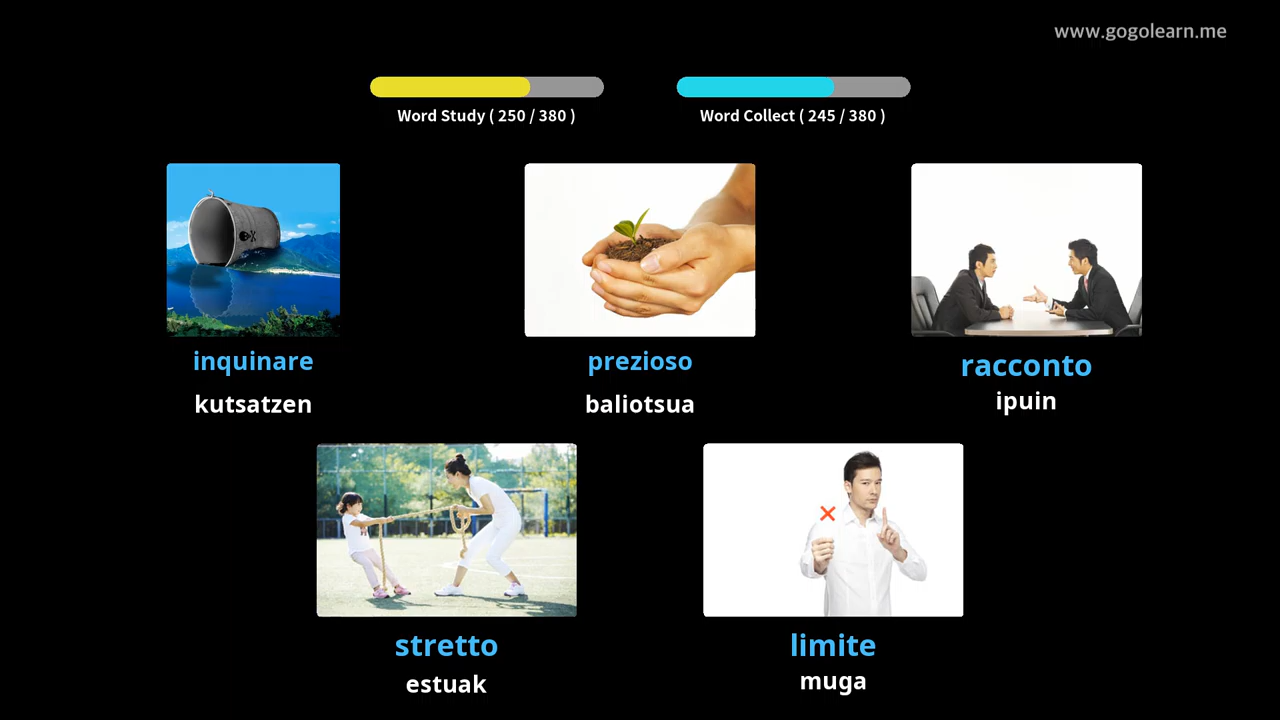 www.gogolearn.me
Word Study ( 250 / 380 )
Word Collect ( 245 / 380 )
inquinare
kutsatzen
prezioso
baliotsua
racconto
ipuin
stretto
estuak
limite
muga